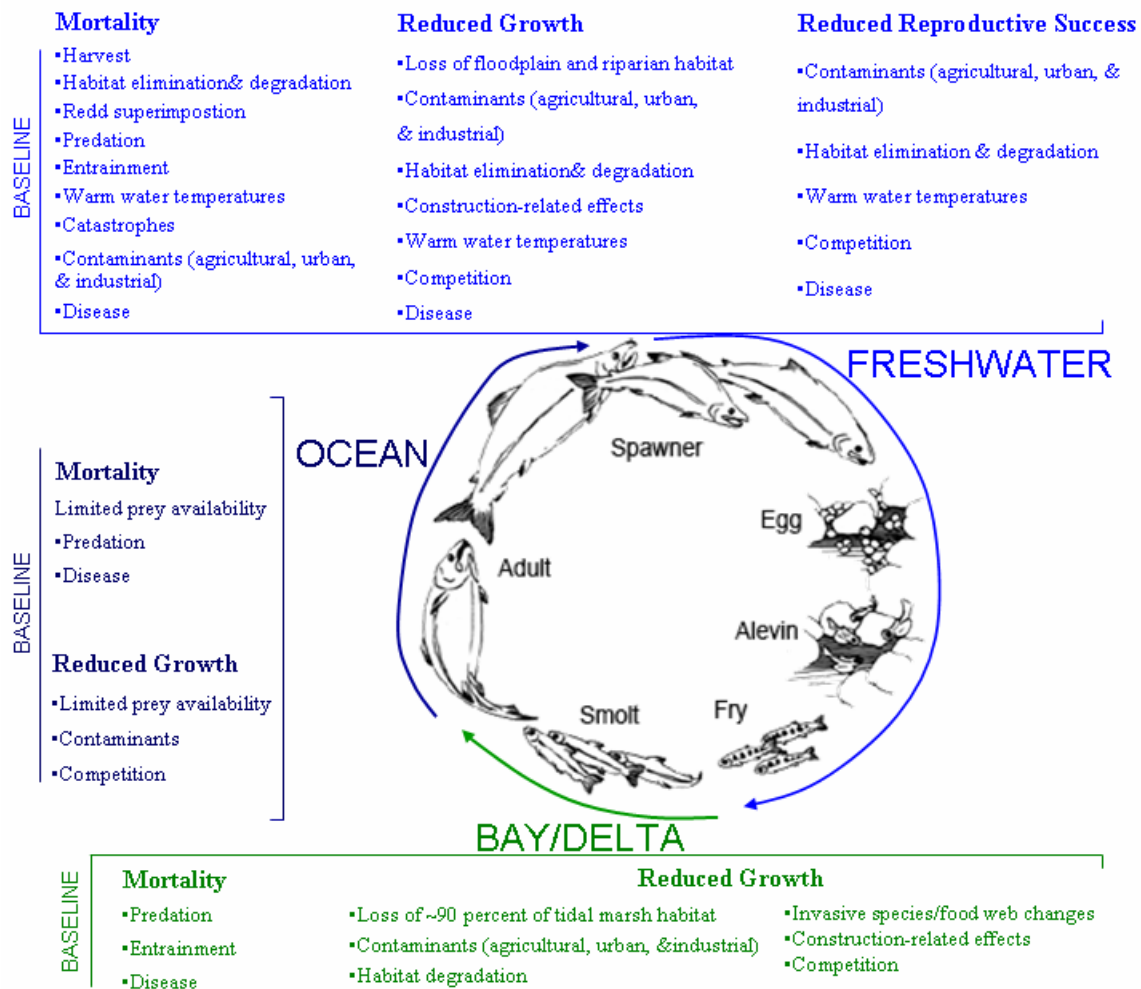 BASELINE
Mortality
▪Harvest
▪Habitat elimination& degradation
▪Redd superimpostion
▪Predation
▪Entrainment
▪Warm water temperatures
▪Catastrophes
▪Contaminants (agricultural, urban,
& industrial)
▪Disease
Reduced Growth
▪Loss of floodplain and riparian habitat
▪Contaminants (agricultural, urban,
& industrial)
▪Habitat elimination& degradation
▪Construction-related effects
▪Warm water temperatures
▪Competition
▪Disease
Reduced Reproductive Success
▪Contaminants (agricultural, urban, &
industrial)
▪Habitat elimination & degradation
▪Warm water temperatures
▪Competition
▪Disease
FRESHWATER
OCEAN
Spawner
Egg
Alevin
Fry
Smolt
Adult
BASELINE
Mortality
Limited prey availability
▪Predation
▪Disease
Reduced Growth
▪Limited prey availability
▪Contaminants
▪Competition
BAY/DELTA
BASELINE
Mortality
▪Predation
▪Entrainment
▪Disease
Reduced Growth
▪Loss of ~90 percent of tidal marsh habitat
▪Contaminants (agricultural, urban, &industrial)
▪Habitat degradation
▪Invasive species/food web changes
▪Construction-related effects
▪Competition